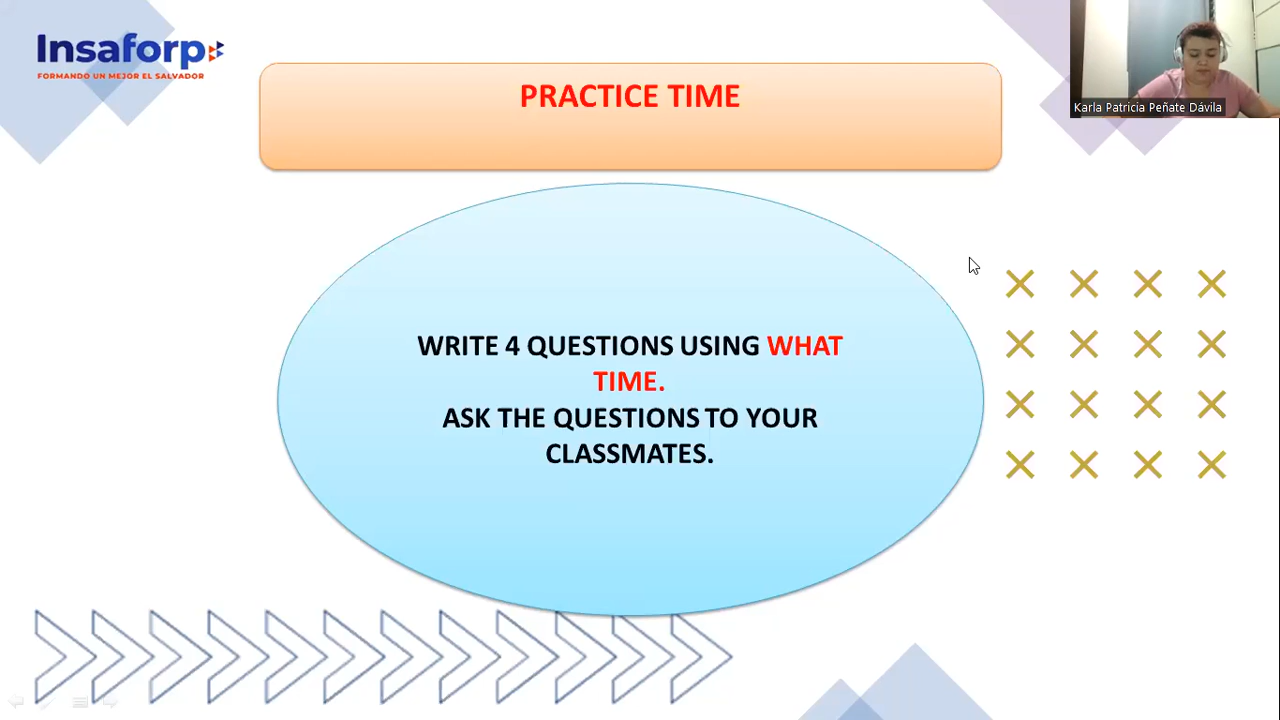 Insaforp
FORMANDO UN MEJOR EL SALVADOR
PRACTICE TIME
Karla Patricia Peñate Dávila
WRITE 4 QUESTIONS USING WHAT
TIME.
ASK THE QUESTIONS TO YOUR
CLASSMATES.